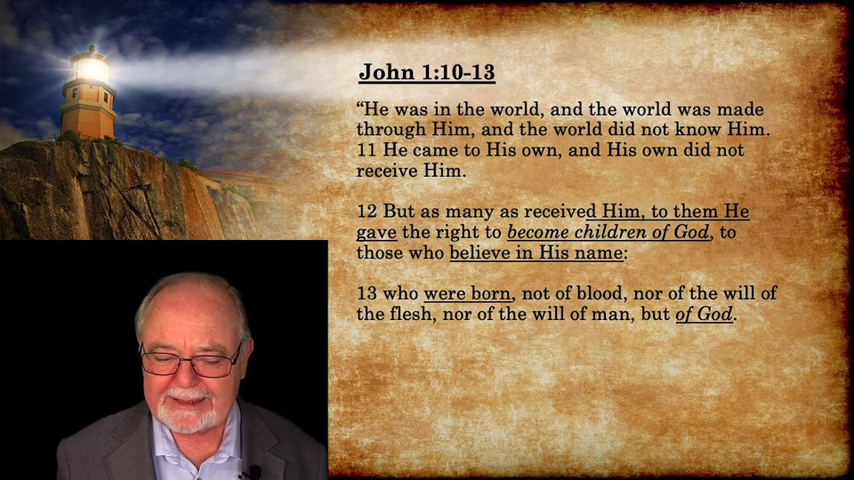 John 1:10-13
“He was in the world, and the world was made
through Him, and the world did not know Him.
11 He came to His own, and His own did not
receive Him.
12 But as many as received Him, to them He
gave the right to become children of God, to
those who believe in His name:
13 who were born, not of blood, nor of the will of
the flesh, nor of the will of man, but of God.